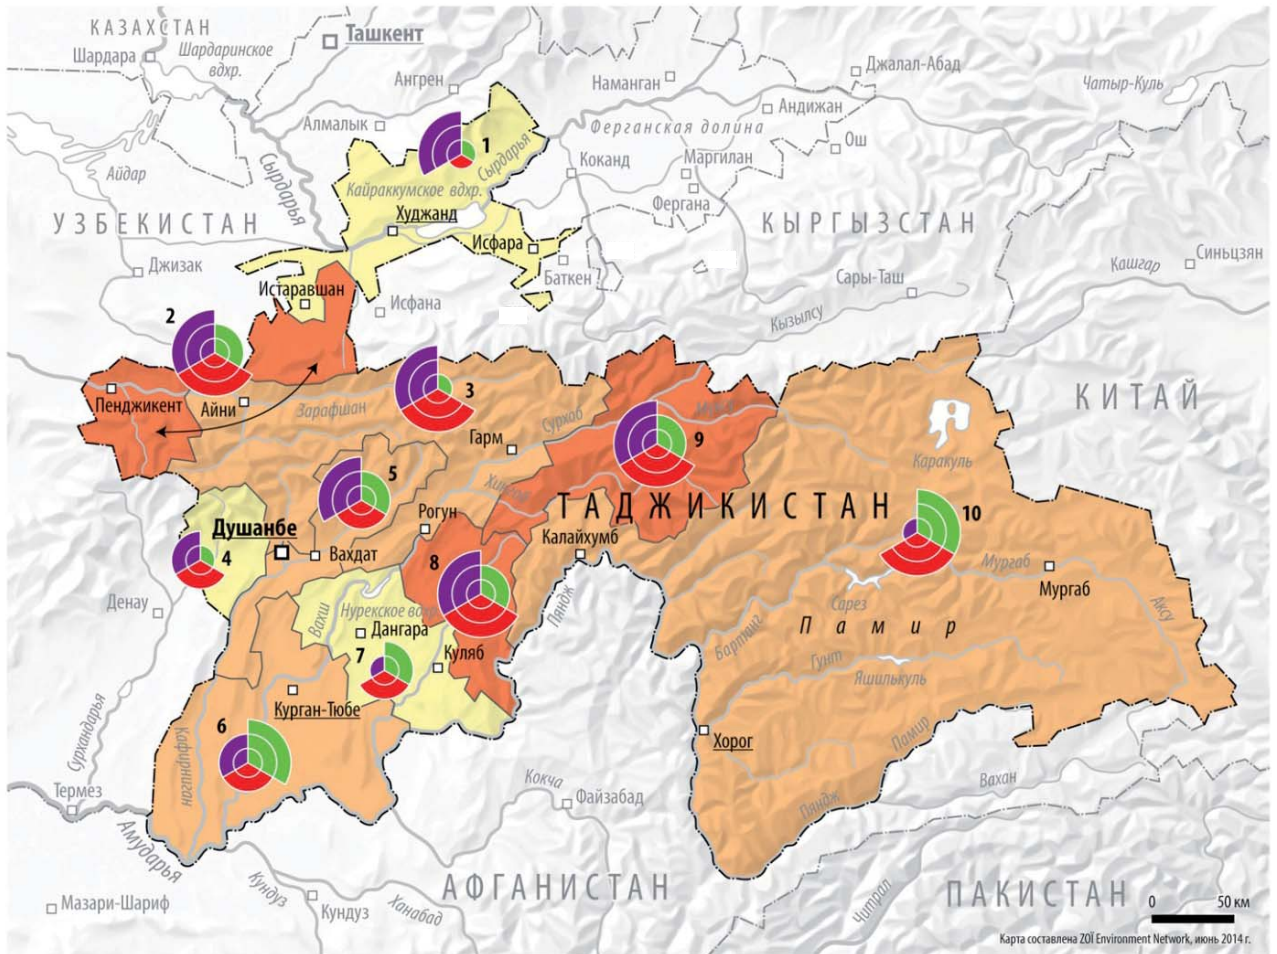 КАЗАХСТАН
Шардара
Шардаринское
вдхр.
Ташкент
Ангрен
Наманган
Джалал-Абад
Чатыр-Куль
Алмалык
1
Андижан
Ферганская долина
Ош
Сырдарья
Сырдарья
Коканд
Маргилан
Айдар
Кайраккумское вдхр.
Фергана
УЗБЕКИСТАН
Худжанд
КЫРГЫЗСТАН
Исфара
Синьцзян
Джизак
Баткен
Сары-Таш
Кашгар
Истаравшан
Исфана
2
Кызылсу
3
Пенджикент
Айни
Зарафшан
Сурхоб
КИТАЙ
Гарм
9
Каракуль
5
ТАДЖИКИСТАН
Рогун
10
Душанбе
Вахдат
Калайхумб
4
8
Мургаб
Мургаб
Денау
Вахш
Нурекское вдхр.
Пяндж
Сарез
Аксу
Дангара
Памир
Бартанг
7
Куляб
Гунт
Яшилькуль
Курган-Тюбе
6
Сурхандарья
Кафирниган
Хорог
Памир
Термез
Кокча
Файзабад
Вахан
Пяндж
Амударья
АФГАНИСТАН
ПАКИСТАН
Мазари-Шариф
Кундуз
Кундуз
Ханабад
Читрал
0 50 км
Карта составлена ZOЇ Environment Network, июнь 2014 г.